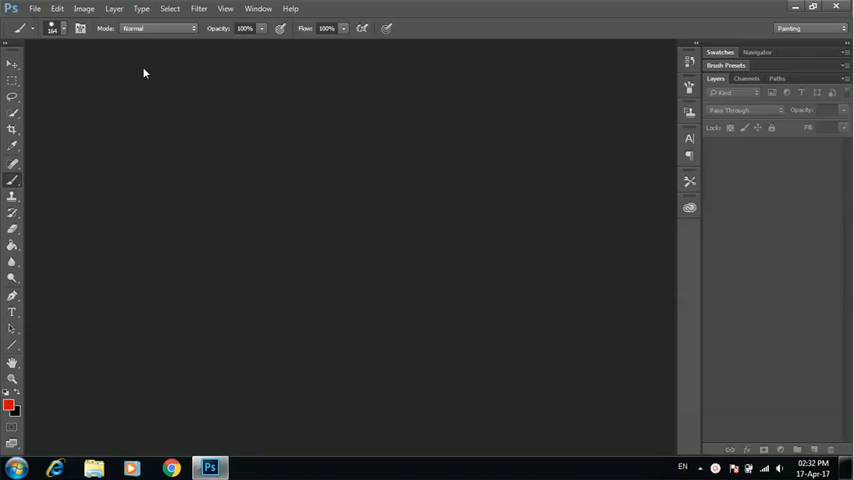 Ps File Edit Image Layer Type Select Filter View Window Help
164 Mode: Normal Opacity: 100% Flow: 100% Painting
Swatches Navigator
Brush Presets
Layers Channels Paths
Kind
Pass Through Opacity:
Lock: Fill:
A
T
Ps EN 02:32 PM
17-Apr-17